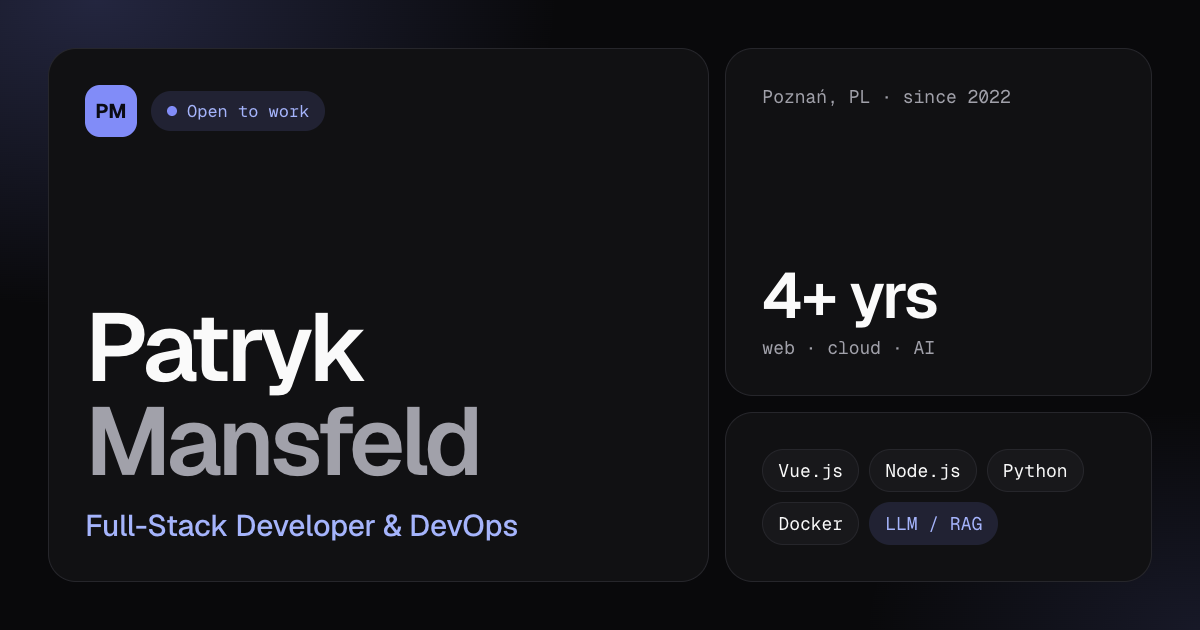 PM
Open to work
Patryk
Mansfeld
Full-Stack Developer & DevOps
Poznań, PL · since 2022
4+ yrs
web · cloud · AI
Vue.js
Node.js
Python
Docker
LLM / RAG